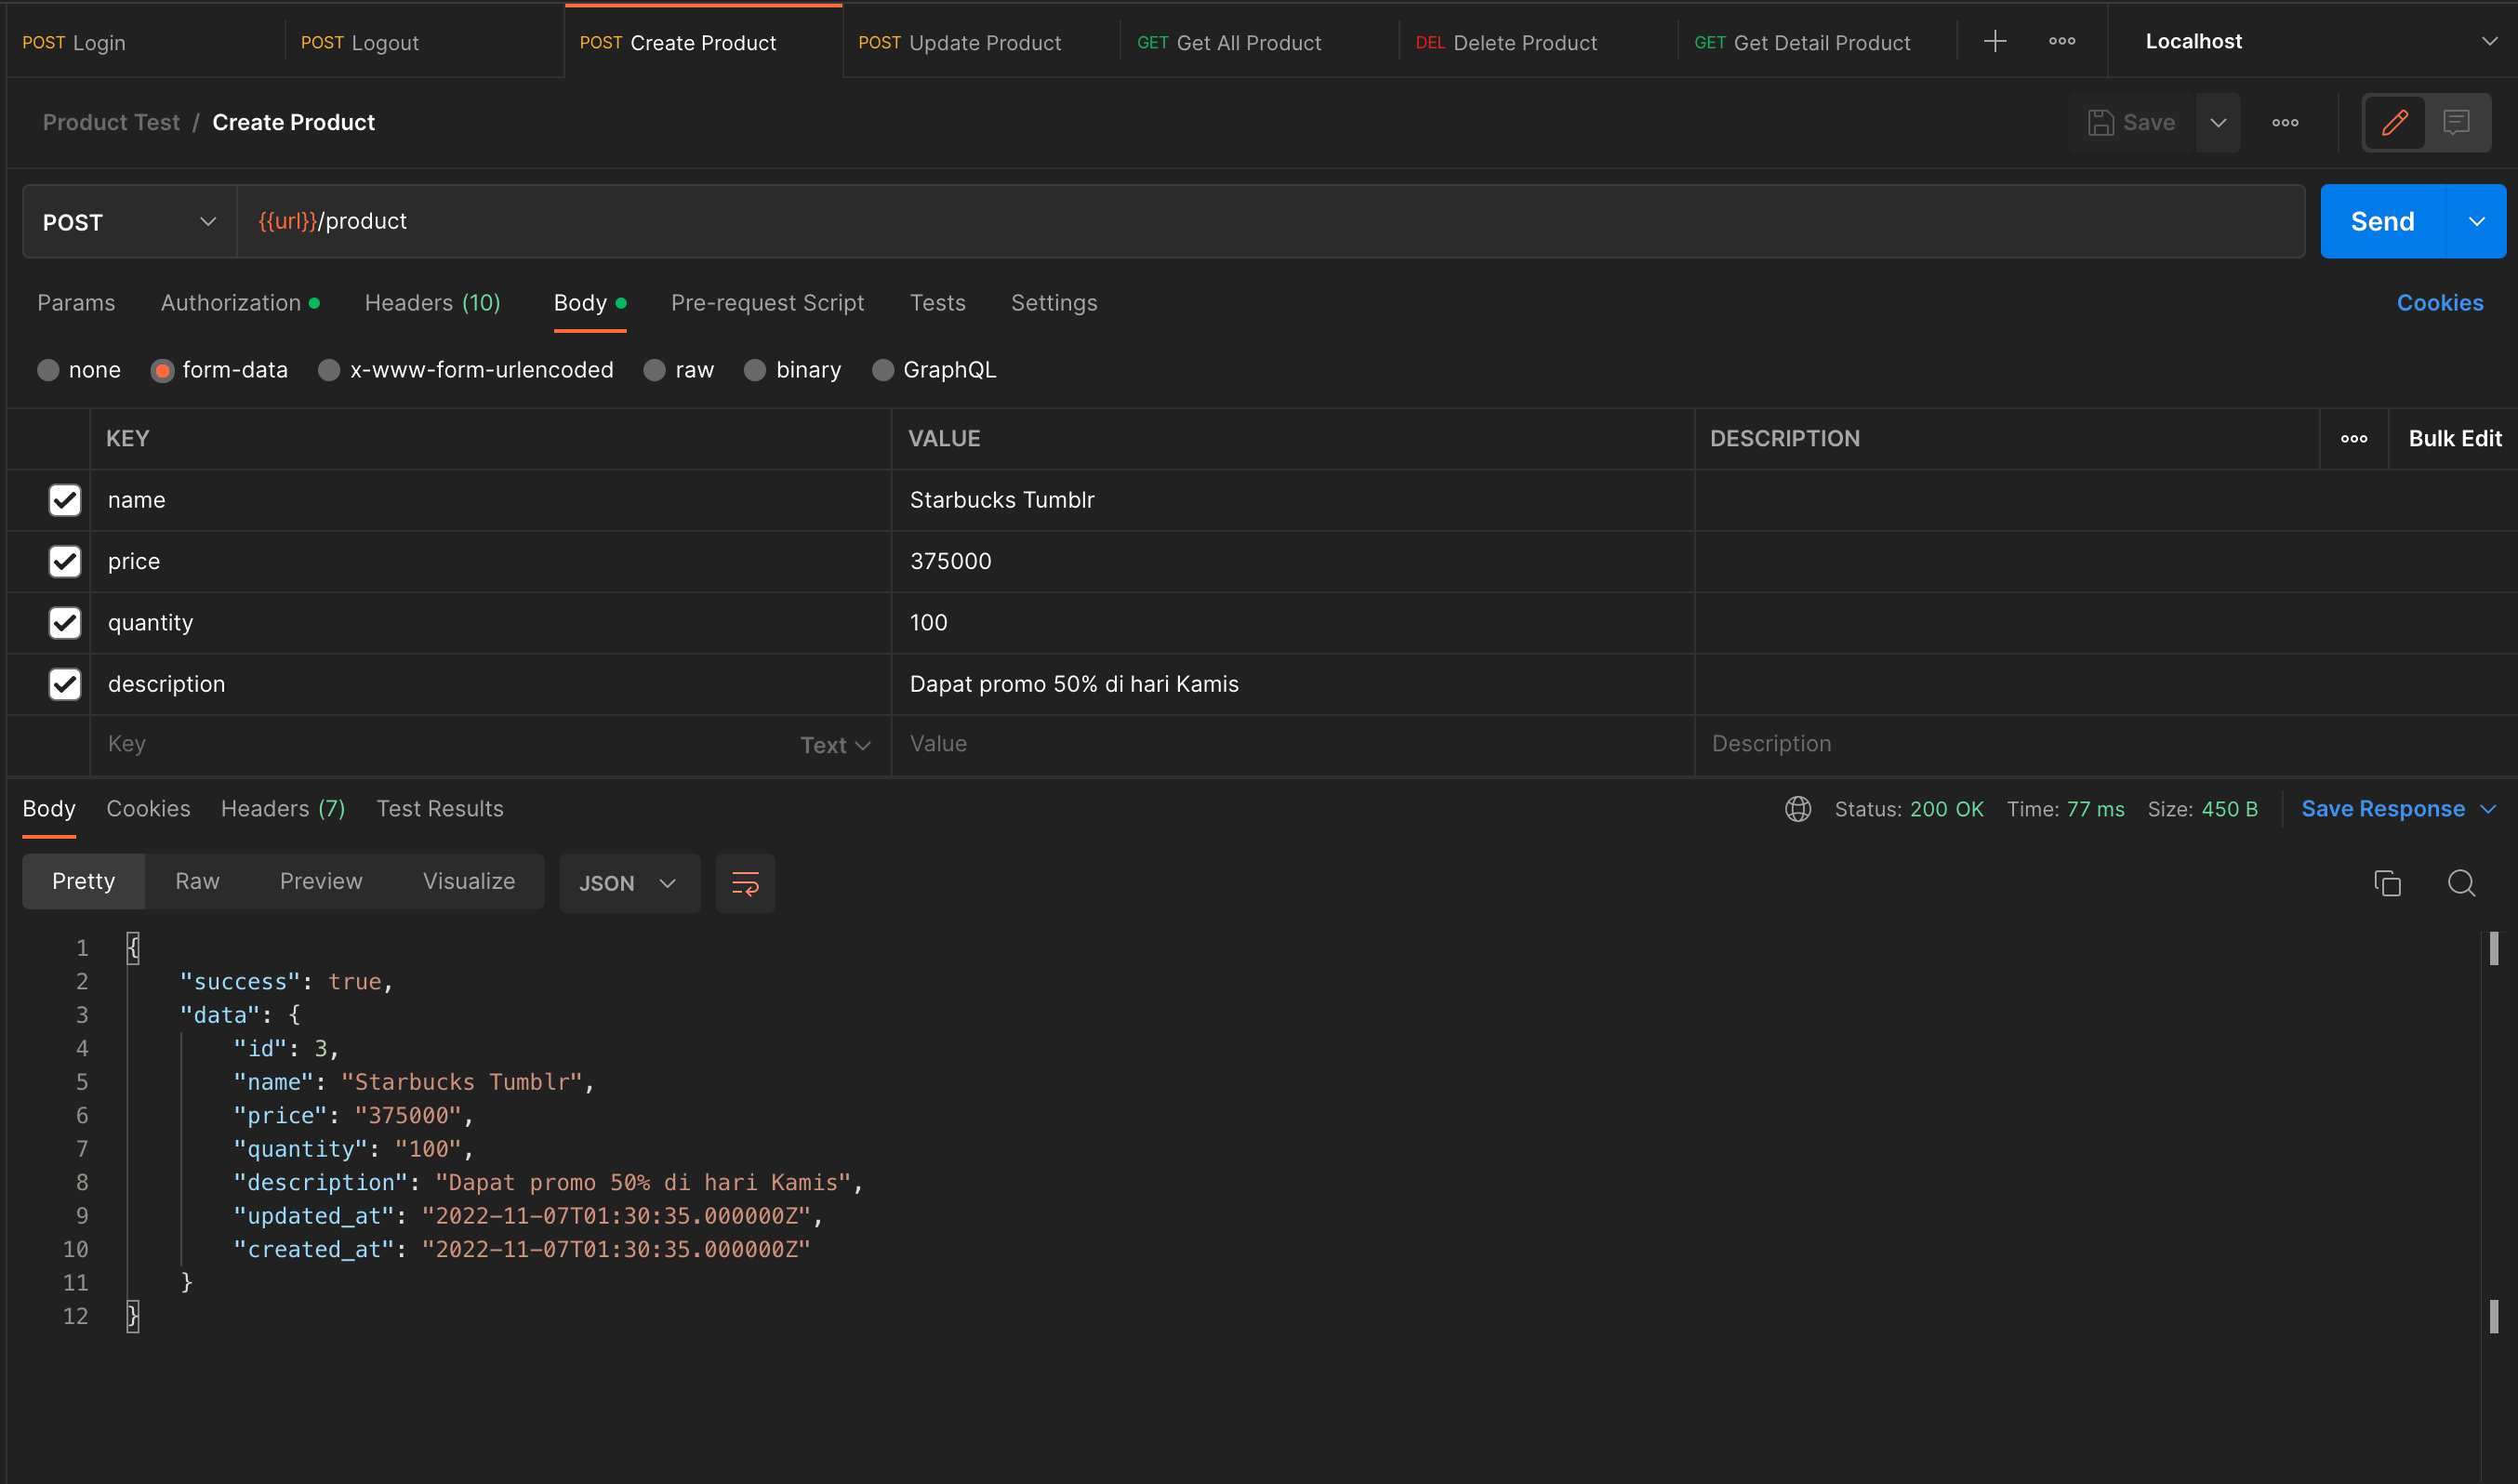 POST Login POST Logout POST Create Product POST Update Product GET Get All Product DEL Delete Product GET Get Detail Product Localhost
Product Test / Create Product Save
POST {{url}}/product Send
Params Authorization Headers (10) Body Pre-request Script Tests Settings Cookies
none form-data x-www-form-urlencoded raw binary GraphQL
KEY VALUE DESCRIPTION Bulk Edit
name Starbucks Tumblr
price 375000
quantity 100
description Dapat promo 50% di hari Kamis
Key Text Value Description
Body Cookies Headers (7) Test Results Status: 200 OK Time: 77 ms Size: 450 B Save Response
Pretty Raw Preview Visualize JSON
1 {
2 "success": true,
3 "data": {
4 "id": 3,
5 "name": "Starbucks Tumblr",
6 "price": "375000",
7 "quantity": "100",
8 "description": "Dapat promo 50% di hari Kamis",
9 "updated_at": "2022-11-07T01:30:35.000000Z",
10 "created_at": "2022-11-07T01:30:35.000000Z"
11 }
12 }